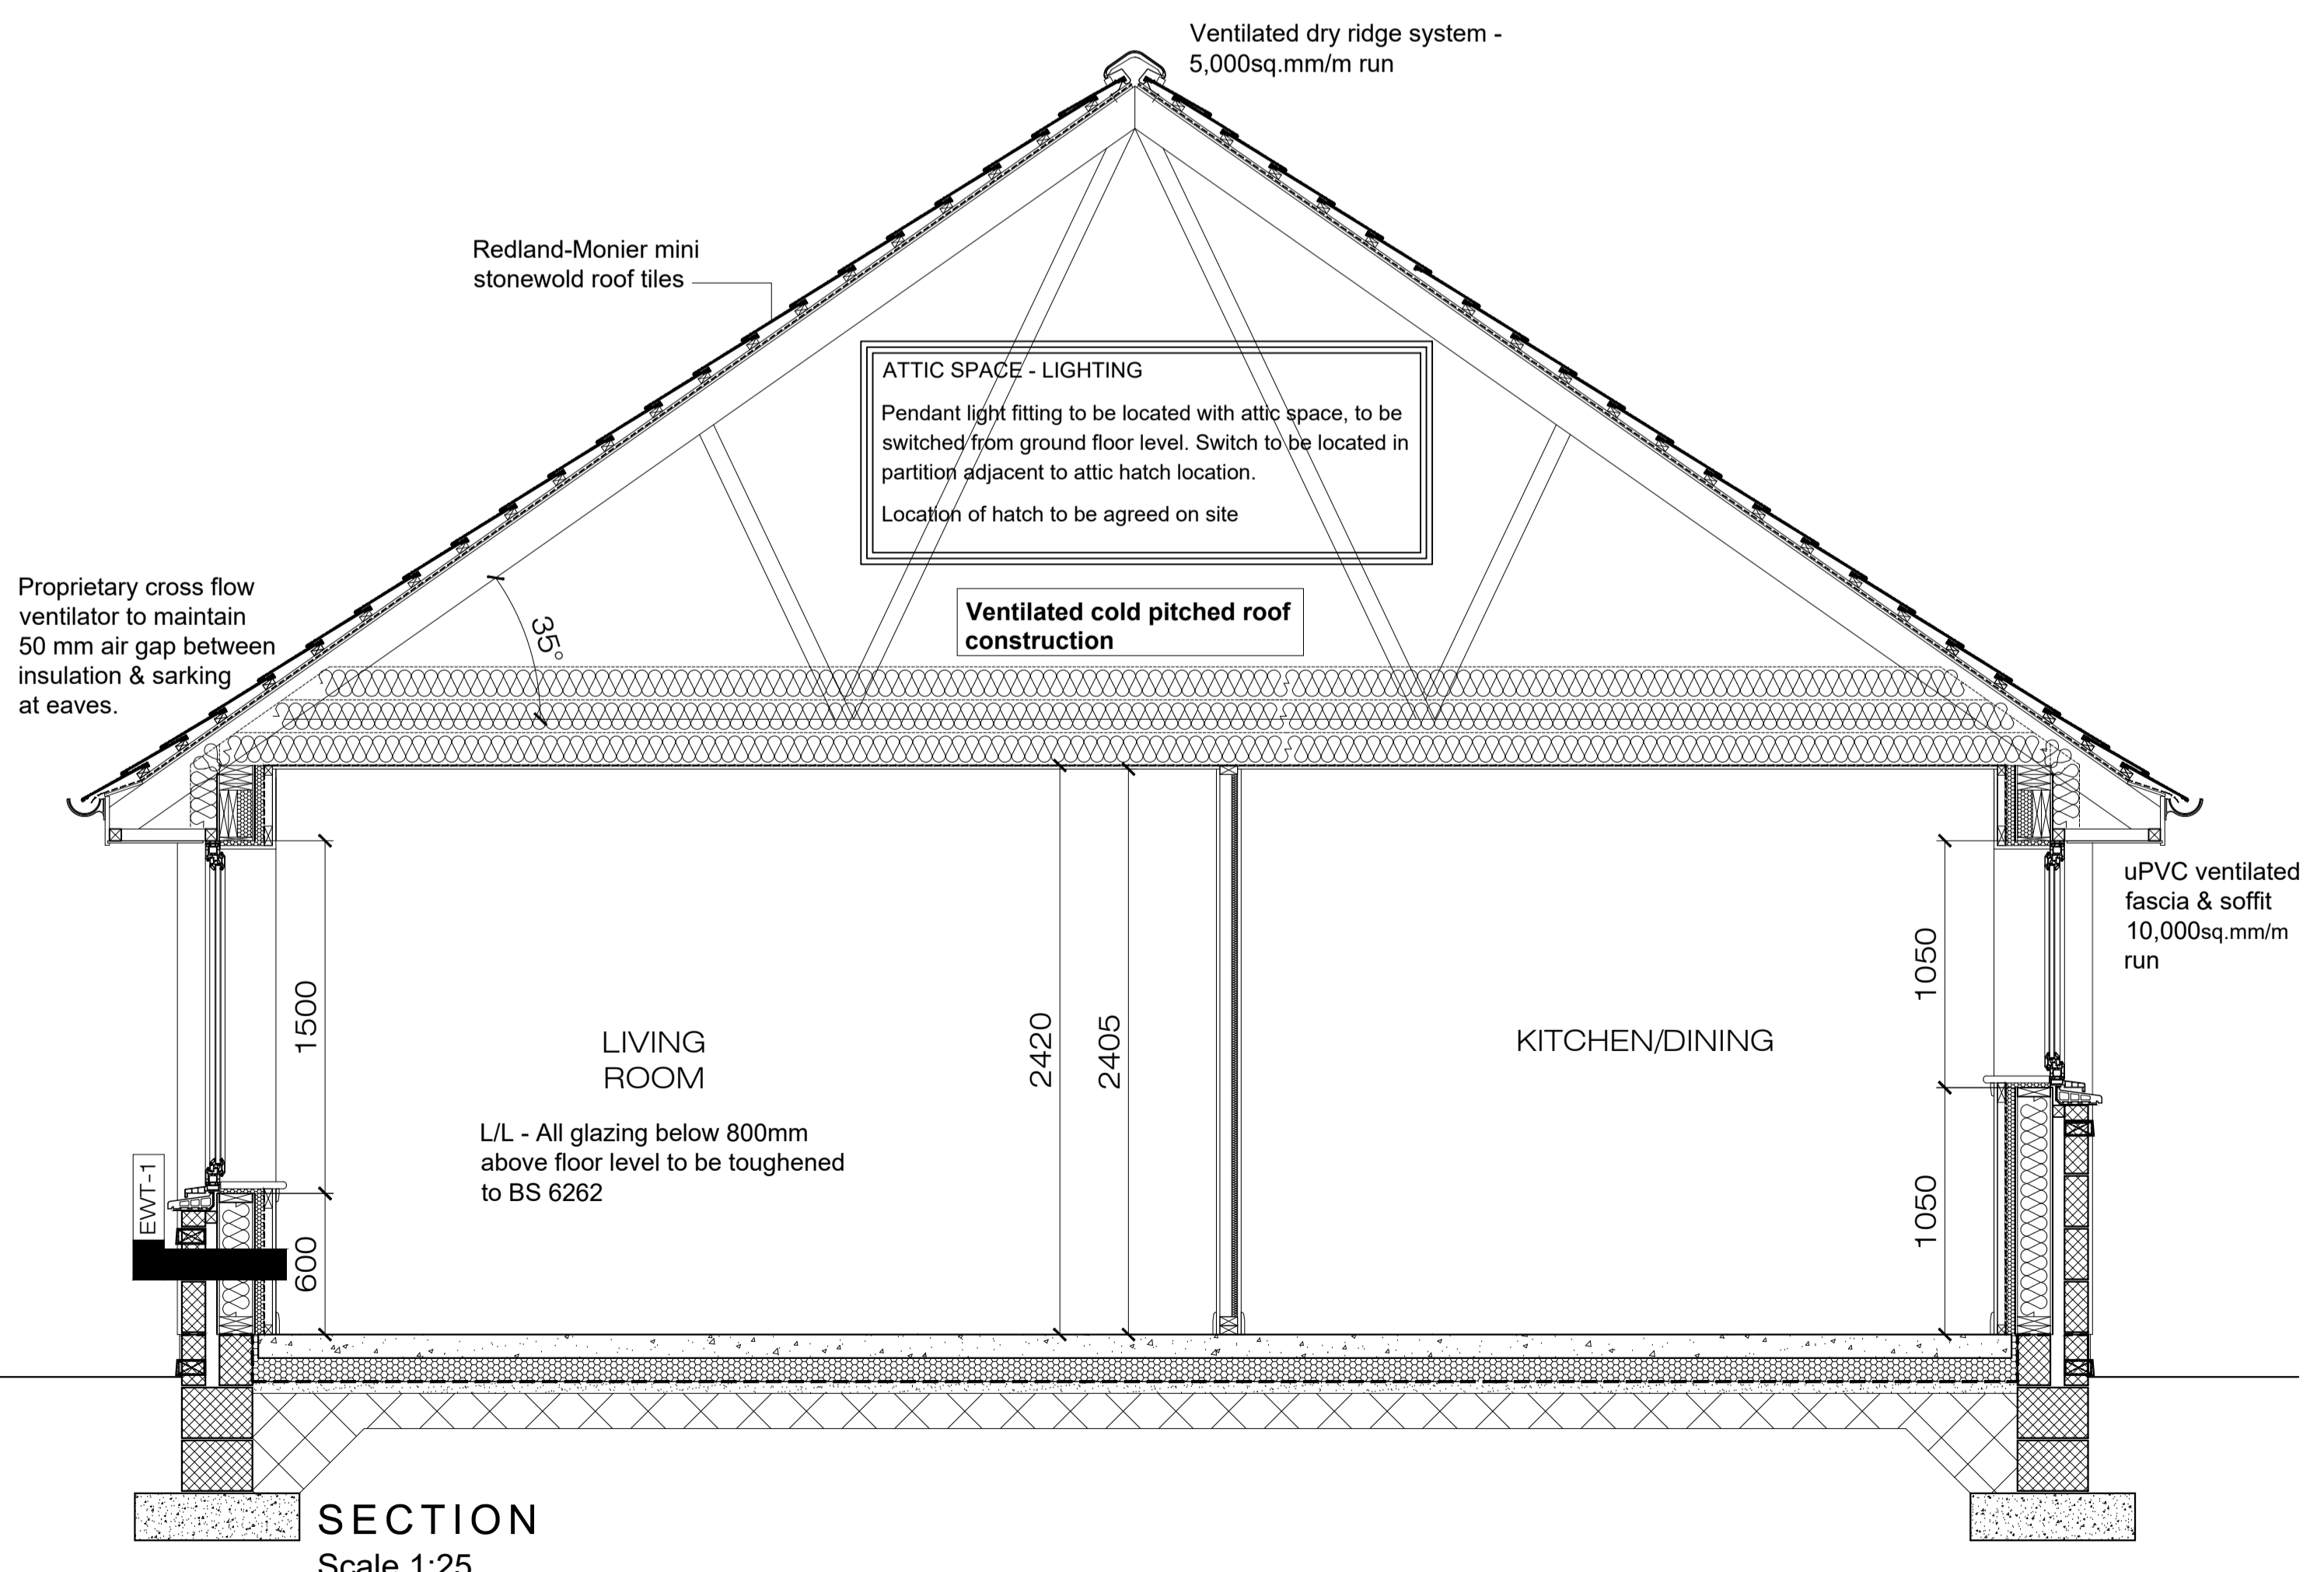 Ventilated dry ridge system -
5,000sq.mm/m run
Redland-Monier mini
stonewold roof tiles
ATTIC SPACE - LIGHTING
Pendant light fitting to be located with attic space, to be
switched from ground floor level. Switch to be located in
partition adjacent to attic hatch location.
Location of hatch to be agreed on site
Proprietary cross flow
ventilator to maintain
50 mm air gap between
insulation & sarking
at eaves.
35°
Ventilated cold pitched roof
construction
uPVC ventilated
fascia & soffit
10,000sq.mm/m
run
1500
600
LIVING
ROOM
L/L - All glazing below 800mm
above floor level to be toughened
to BS 6262
2420
2405
KITCHEN/DINING
1050
1050
EWT-1
SECTION
Scale 1:25